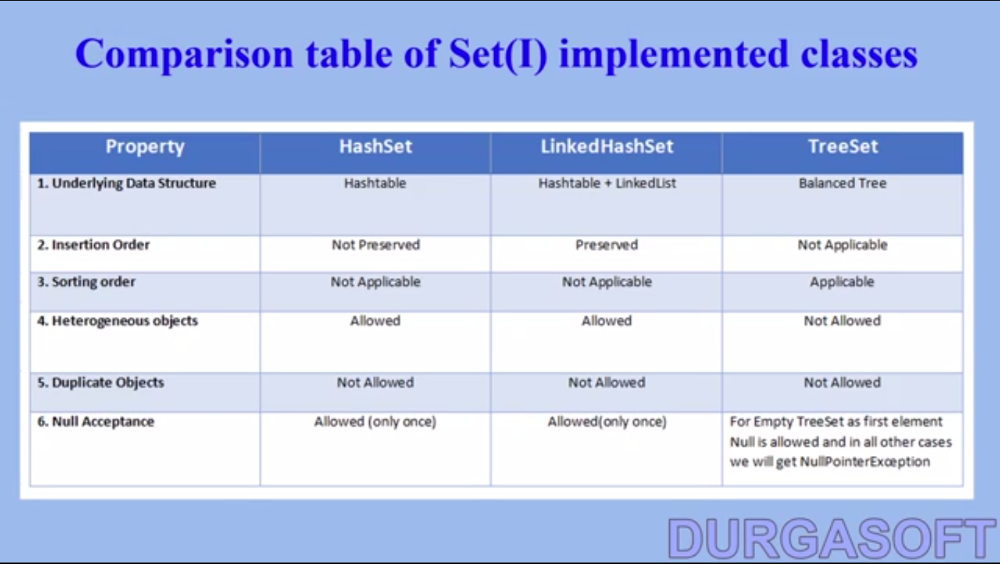 Comparison table of Set(I) implemented classes
Property HashSet LinkedHashSet TreeSet
1. Underlying Data Structure Hashtable Hashtable + LinkedList Balanced Tree
2. Insertion Order Not Preserved Preserved Not Applicable
3. Sorting order Not Applicable Not Applicable Applicable
4. Heterogeneous objects Allowed Allowed Not Allowed
5. Duplicate Objects Not Allowed Not Allowed Not Allowed
6. Null Acceptance Allowed (only once) Allowed(only once) For Empty TreeSet as first element
Null is allowed and in all other cases
we will get NullPointerException
DURGASOFT